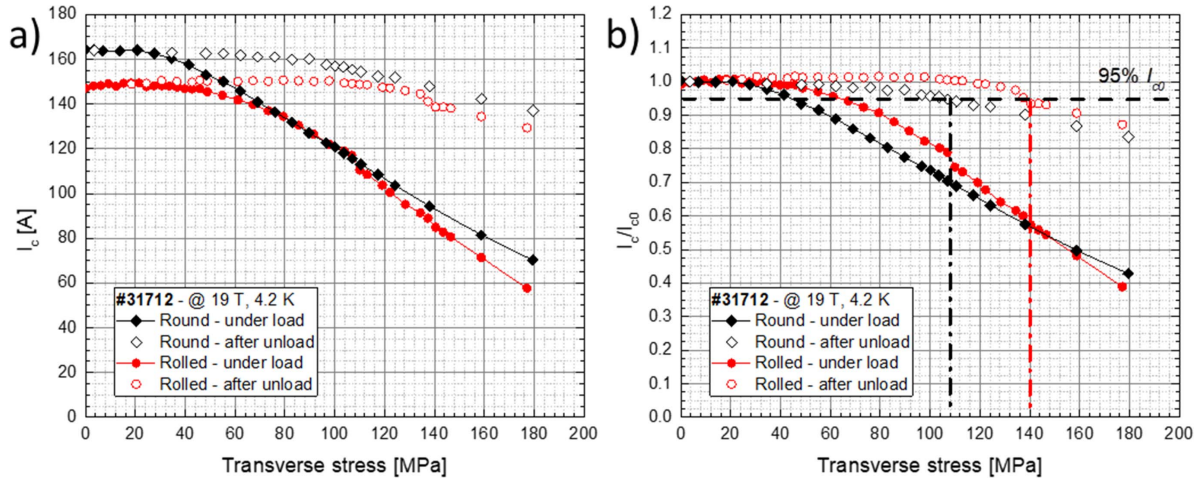 a)
I_c [A]
180
160
140
120
100
80
60
40
20
0
#31712 - @ 19 T, 4.2 K
Round - under load
Round - after unload
Rolled - under load
Rolled - after unload
0 20 40 60 80 100 120 140 160 180 200
Transverse stress [MPa]
b)
I_c/I_c0
1.2
1.1
1.0
0.9
0.8
0.7
0.6
0.5
0.4
0.3
0.2
0.1
0.0
95% I_c0
#31712 - @ 19 T, 4.2 K
Round - under load
Round - after unload
Rolled - under load
Rolled - after unload
0 20 40 60 80 100 120 140 160 180 200
Transverse stress [MPa]